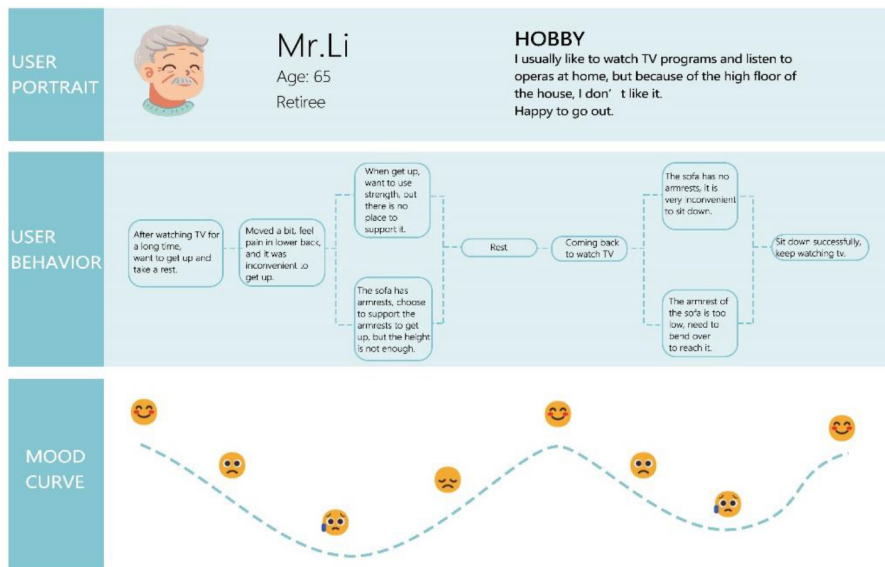 USER
PORTRAIT
Mr.Li
Age: 65
Retiree
HOBBY
I usually like to watch TV programs and listen to
operas at home, but because of the high floor of
the house, I don' t like it.
Happy to go out.
USER
BEHAVIOR
After watching TV for
a long time,
want to get up and
take a rest.
Moved a bit, feel
pain in lower back,
and it was
inconvenient to
get up.
When get up,
want to use
strength, but
there is no
place to
support it.
The sofa has
armrests, choose
to support the
armrests to get
up, but the height
is not enough.
Rest
Coming back
to watch TV
The sofa has no
armrests, it is
very inconvenient
to sit down.
The armrest of
the sofa is too
low, need to
bend over
to reach it.
Sit down successfully,
keep watching tv.
MOOD
CURVE